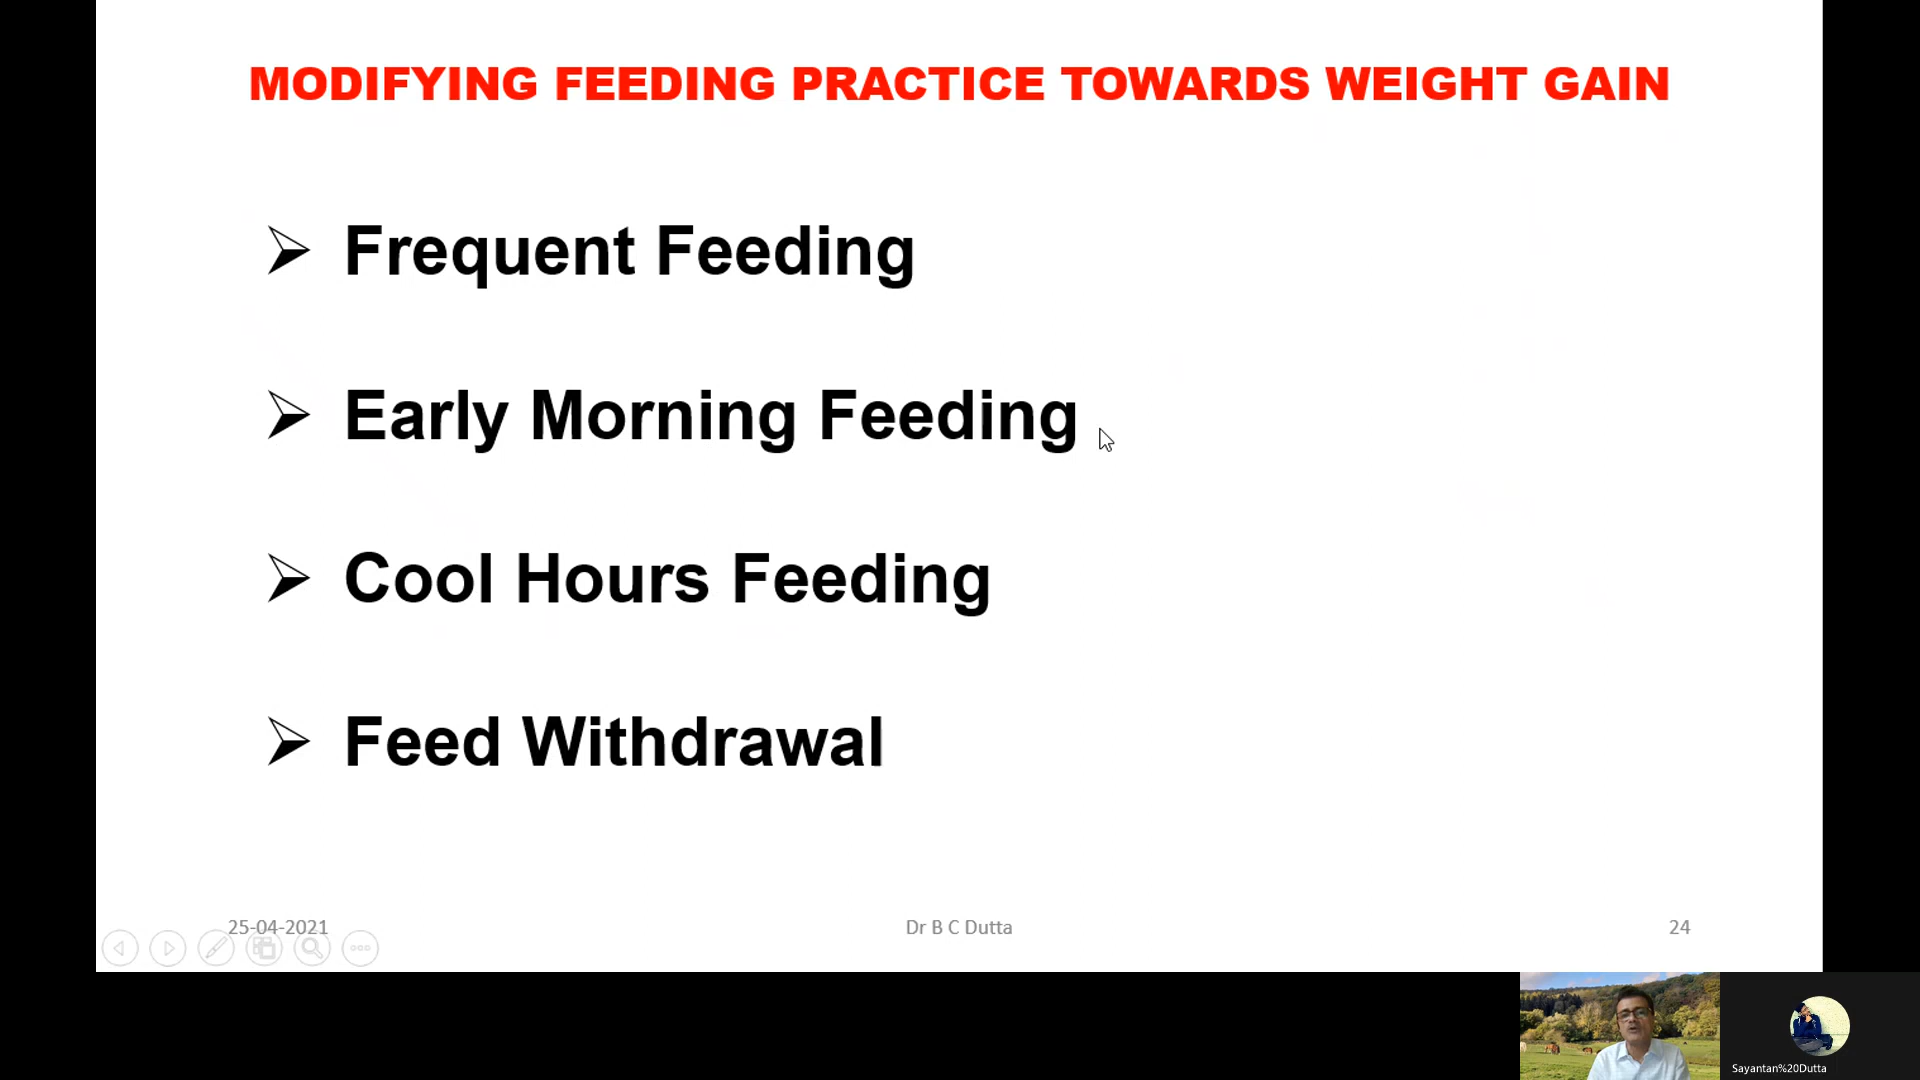 MODIFYING FEEDING PRACTICE TOWARDS WEIGHT GAIN
Frequent Feeding
Early Morning Feeding
Cool Hours Feeding
Feed Withdrawal
25-04-2021
Dr B C Dutta
24
Sayantan%20Dutta